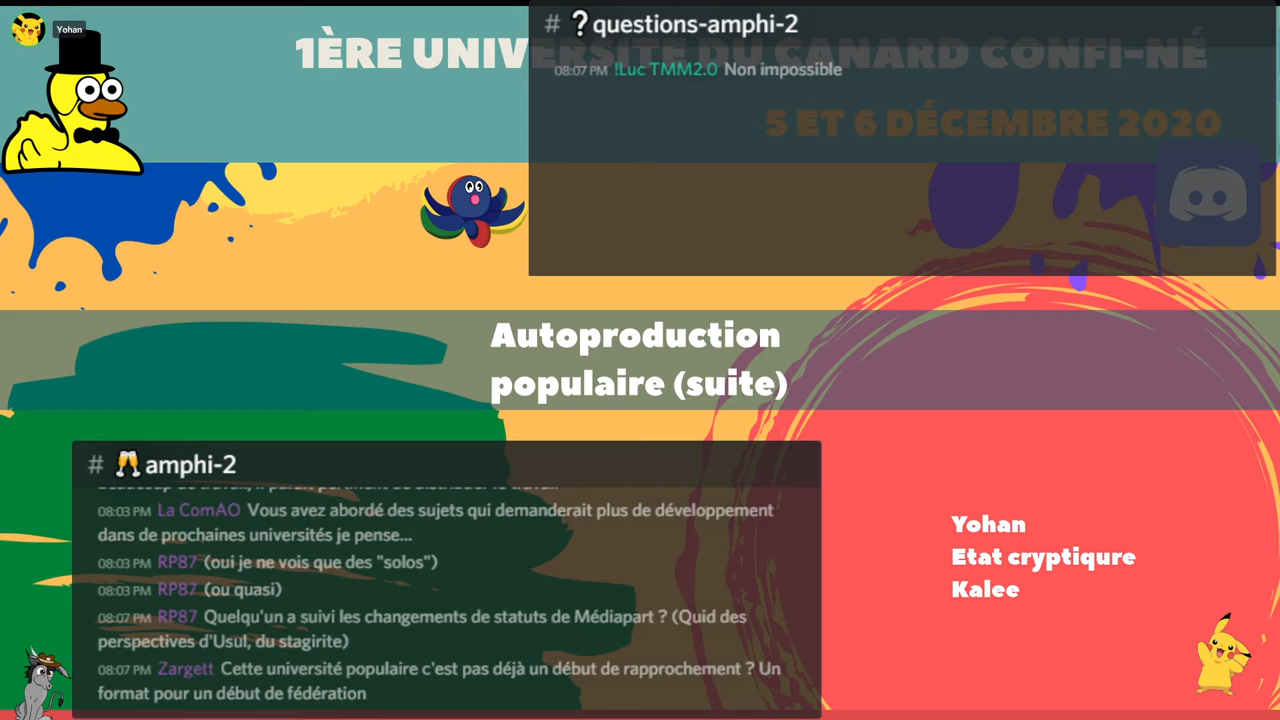 Yohan
1ÈRE UNIVERSITÉ DU CANARD CONFI-NÉ
# ?questions-amphi-2
08:07 PM !Luc TMM2.0 Non impossible
5 ET 6 DÉCEMBRE 2020
Autoproduction
populaire (suite)
# amphi-2
08:03 PM La ComAO Vous avez abordé des sujets qui demanderait plus de développement
dans de prochaines universités je pense...
08:03 PM RP87 (oui je ne vois que des "solos")
08:03 PM RP87 (ou quasi)
08:07 PM RP87 Quelqu'un a suivi les changements de statuts de Médiapart ? (Quid des
perspectives d'Usul, du stagirite)
08:07 PM Zargett Cette université populaire c'est pas déjà un début de rapprochement ? Un
format pour un début de fédération
Yohan
Etat cryptiqure
Kalee